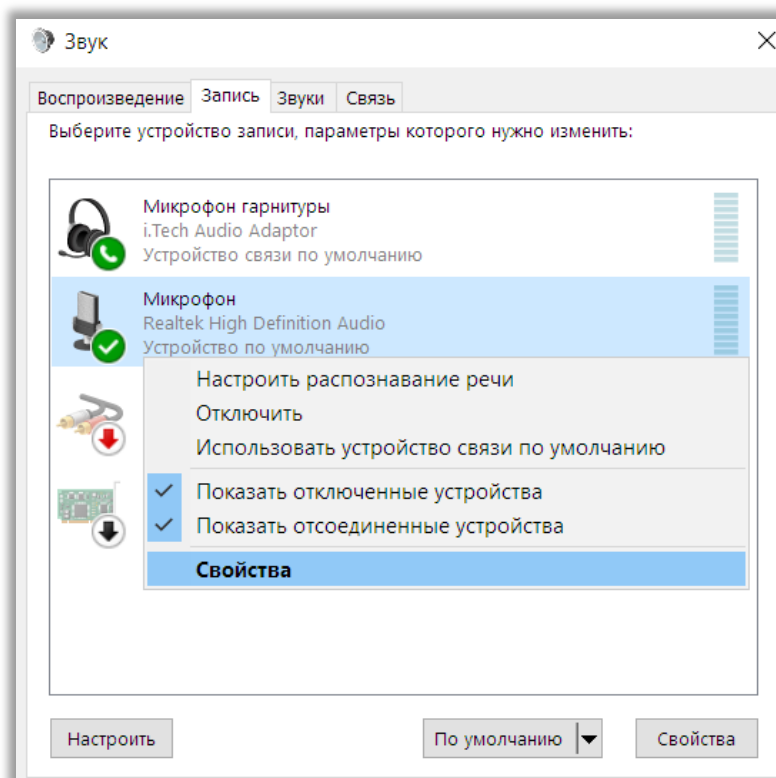 Звук
Воспроизведение Запись Звуки Связь
Выберите устройство записи, параметры которого нужно изменить:
Микрофон гарнитуры
i.Tech Audio Adaptor
Устройство связи по умолчанию
Микрофон
Realtek High Definition Audio
Устройство по умолчанию
Настроить распознавание речи
Отключить
Использовать устройство связи по умолчанию
Показать отключенные устройства
Показать отсоединенные устройства
Свойства
Настроить По умолчанию Свойства